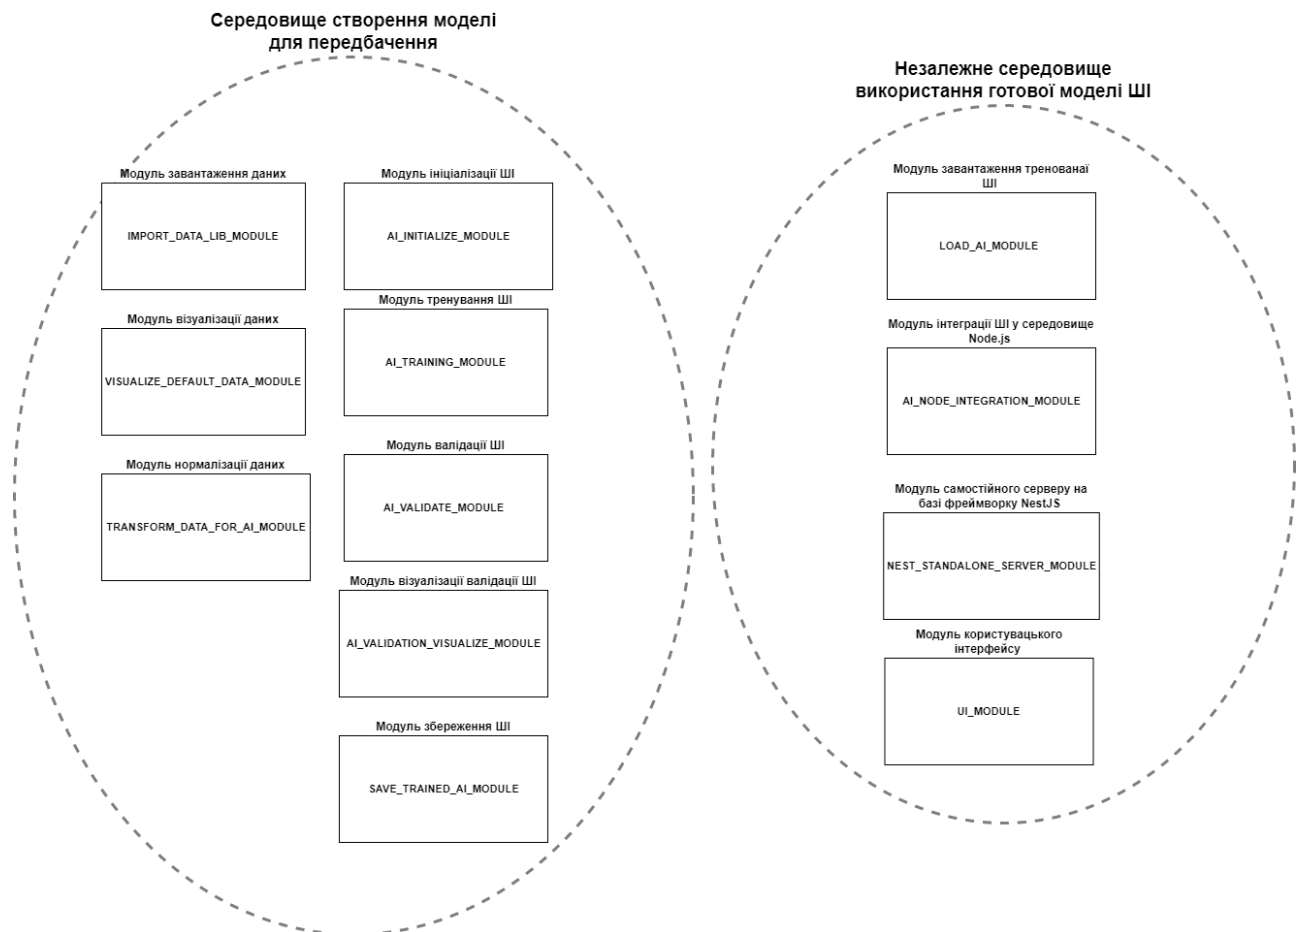 Середовище створення моделі
для передбачення
Модуль завантаження даних
IMPORT_DATA_LIB_MODULE
Модуль візуалізації даних
VISUALIZE_DEFAULT_DATA_MODULE
Модуль нормалізації даних
TRANSFORM_DATA_FOR_AI_MODULE
Модуль ініціалізації ШІ
AI_INITIALIZE_MODULE
Модуль тренування ШІ
AI_TRAINING_MODULE
Модуль валідації ШІ
AI_VALIDATE_MODULE
Модуль візуалізації валідації ШІ
AI_VALIDATION_VISUALIZE_MODULE
Модуль збереження ШІ
SAVE_TRAINED_AI_MODULE
Незалежне середовище
використання готової моделі ШІ
Модуль завантаження тренованаї
ШІ
LOAD_AI_MODULE
Модуль інтеграції ШІ у середовище
Node.js
AI_NODE_INTEGRATION_MODULE
Модуль самостійного серверу на
базі фреймворку NestJS
NEST_STANDALONE_SERVER_MODULE
Модуль користувацького
інтерфейсу
UI_MODULE